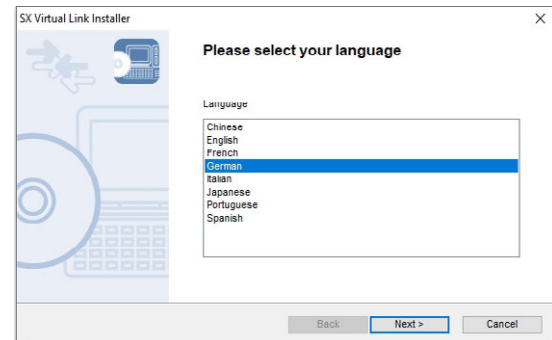 SX Virtual Link Installer
Please select your language
Language
Chinese
English
French
German
Italian
Japanese
Portuguese
Spanish
Back
Next >
Cancel